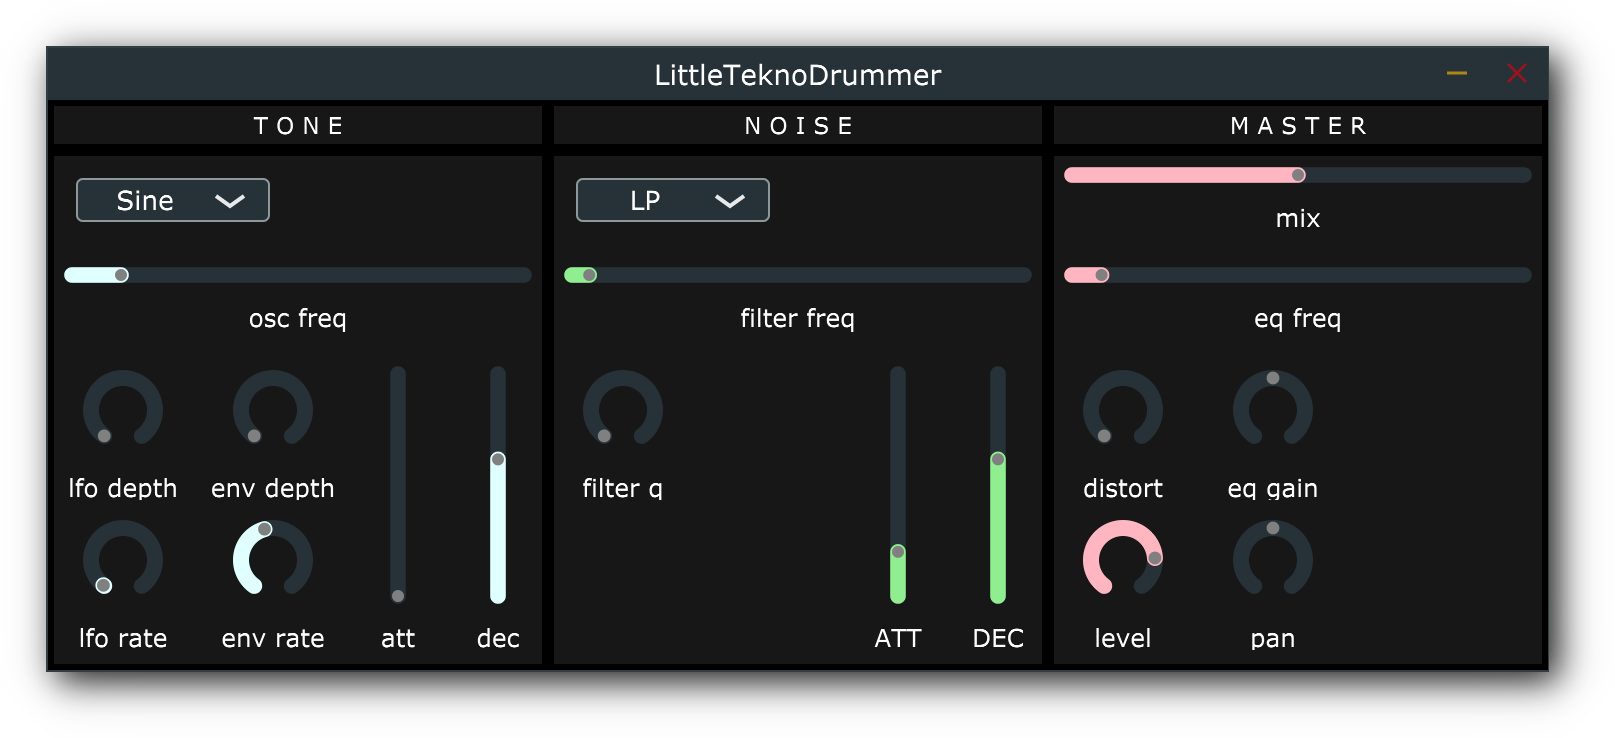 LittleTeknoDrummer
TONE
NOISE
MASTER
Sine
LP
mix
osc freq
filter freq
eq freq
lfo depth
env depth
filter q
distort
eq gain
lfo rate
env rate
att
dec
ATT
DEC
level
pan